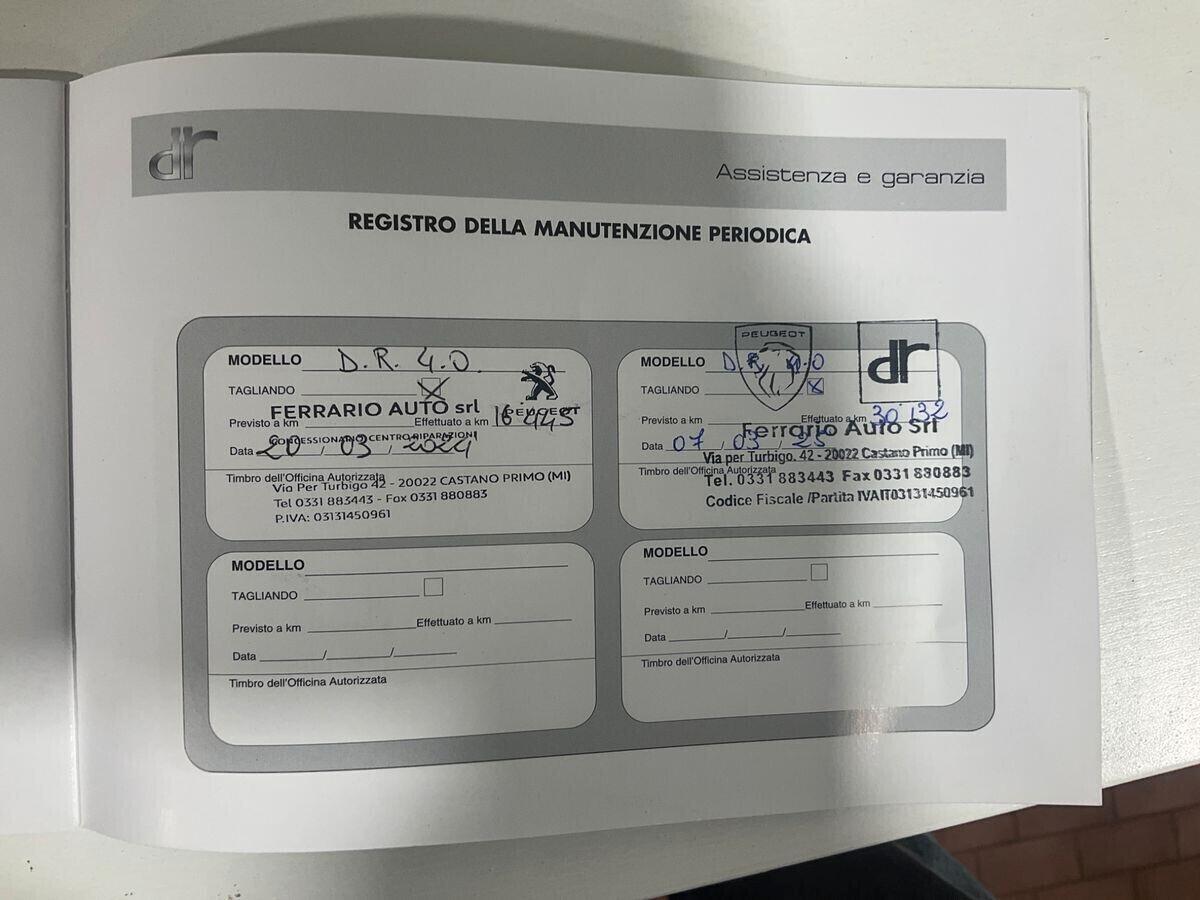 dr
Assistenza e garanzia
REGISTRO DELLA MANUTENZIONE PERIODICA
MODELLO D.R. 4.0.
TAGLIANDO
FERRARIO AUTO srl PEUGEOT
Previsto a km Effettuato a km 16445
CONCESSIONARIO CENTRO RIPARAZIONI
Data 20 / 03 / 2024
Timbro dell'Officina Autorizzata
Via Per Turbigo 42 - 20022 CASTANO PRIMO (MI)
Tel 0331 883443 - Fax 0331 880883
P.IVA: 03131450961
PEUGEOT
dr
MODELLO D.R. 4.0
TAGLIANDO
Previsto a km Effettuato a km 30132
Ferrario Auto Srl
Data 07 / 03 / 25
Via per Turbigo. 42 - 20022 Castano Primo (MI)
Timbro dell'Officina Autorizzata
Tel. 0331 883443 Fax 0331 880883
Codice Fiscale /Partita IVAIT03131450961
MODELLO
TAGLIANDO
Previsto a km Effettuato a km
Data / /
Timbro dell'Officina Autorizzata
MODELLO
TAGLIANDO
Previsto a km Effettuato a km
Data / /
Timbro dell'Officina Autorizzata